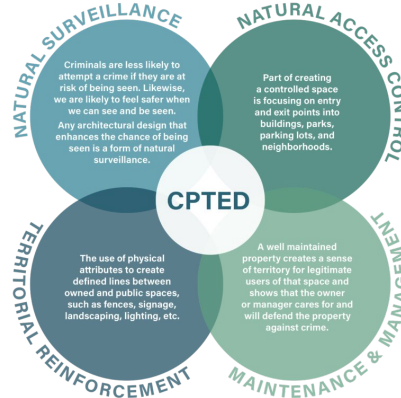 NATURAL SURVEILLANCE
Criminals are less likely to
attempt a crime if they are at
risk of being seen. Likewise,
we are likely to feel safer when
we can see and be seen.
Any architectural design that
enhances the chance of being
seen is a form of natural
surveillance.
NATURAL ACCESS CONTROL
Part of creating
a controlled space
is focusing on entry
and exit points into
buildings, parks,
parking lots, and
neighborhoods.
CPTED
TERRITORIAL REINFORCEMENT
The use of physical
attributes to create
defined lines between
owned and public spaces,
such as fences, signage,
landscaping, lighting, etc.
MAINTENANCE & MANAGEMENT
A well maintained
property creates a sense
of territory for legitimate
users of that space and
shows that the owner
or manager cares for and
will defend the property
against crime.